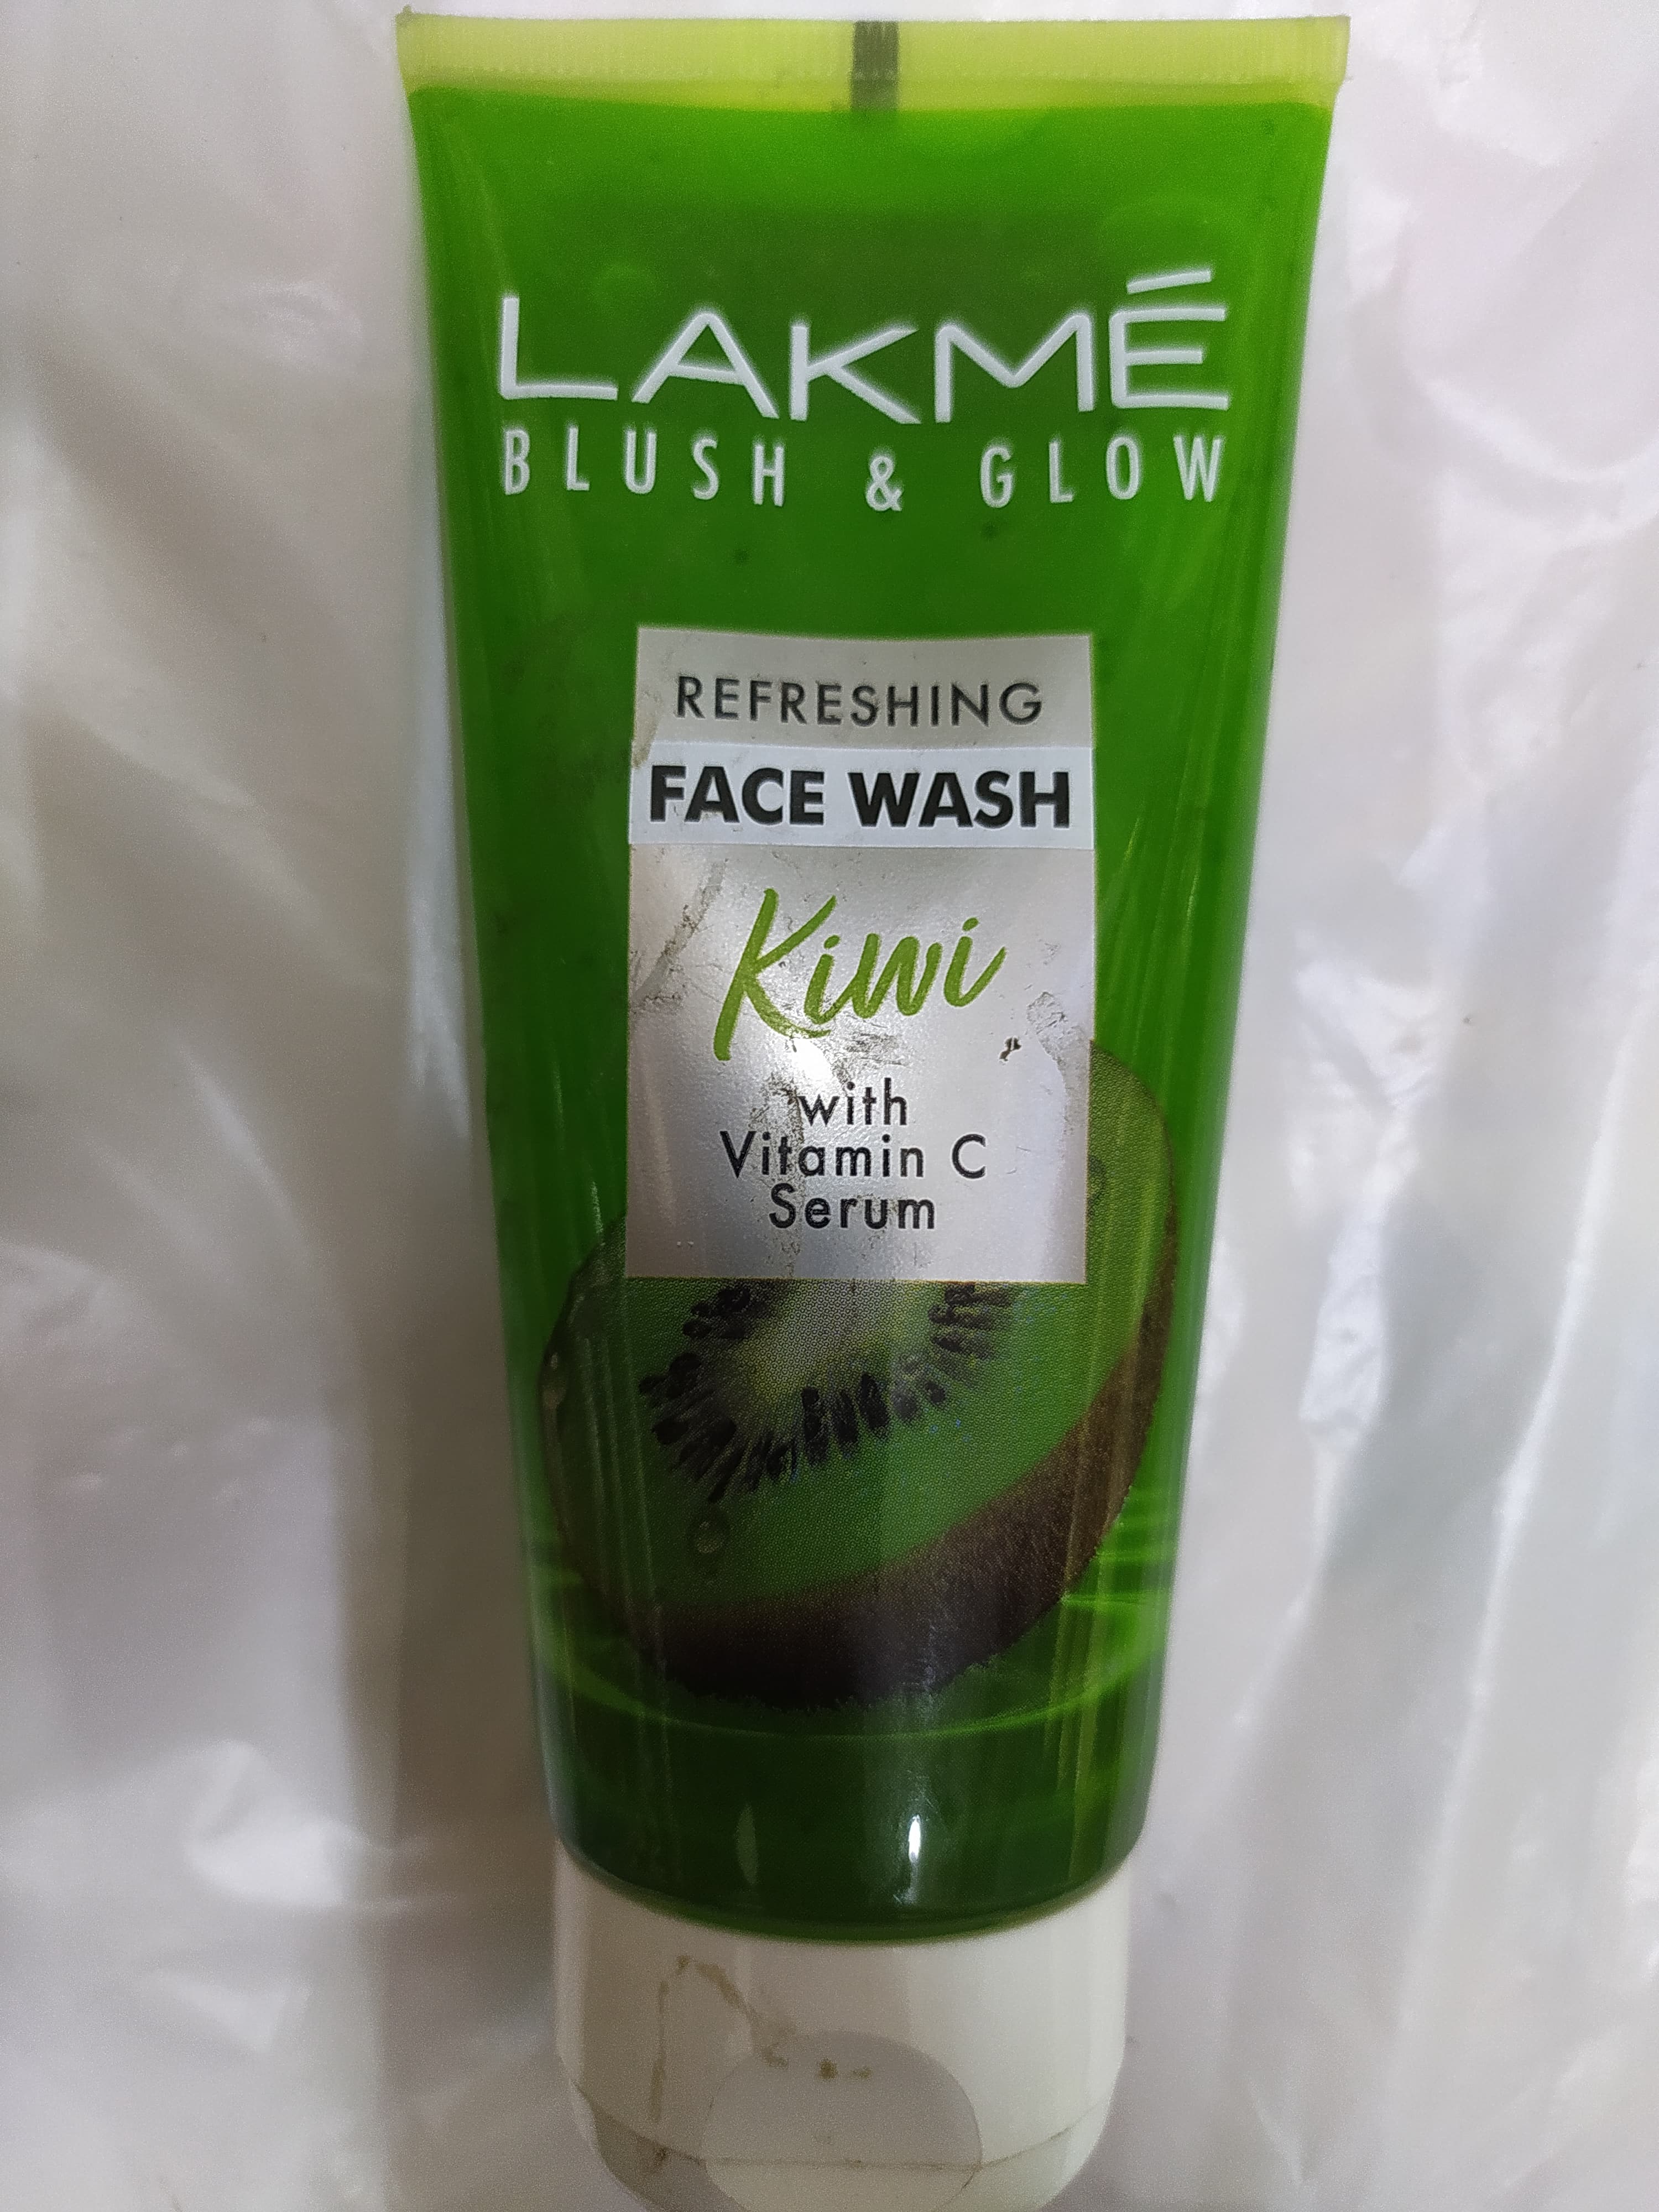 LAKMÉ
BLUSH & GLOW
REFRESHING
FACE WASH
Kiwi
with
Vitamin C
Serum